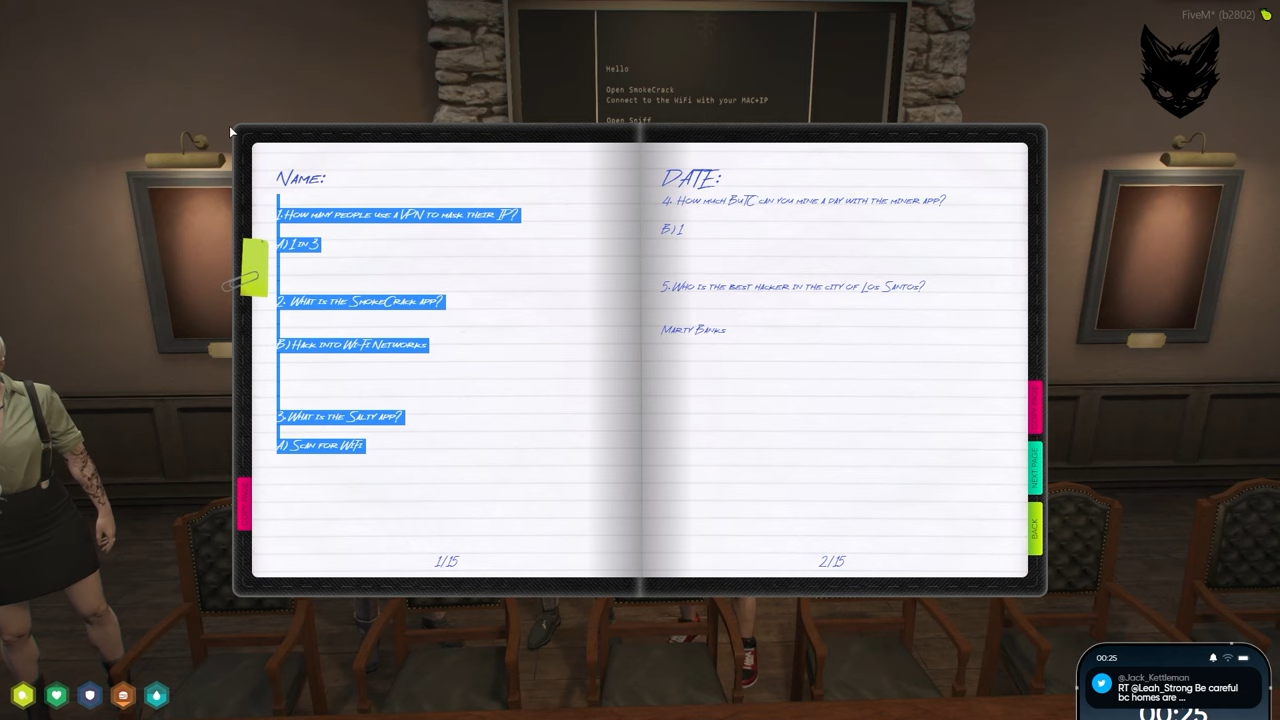 FiveM* (b2802)
Hello
Open SmokeCrack
Connect to the WiFi with your MAC+IP
Open Sniff
Name:
1. How many people use a VPN to mask their IP?
A) 1 in 3
2. What is the SmokeCrack app?
B) Hack into Wi-Fi Networks
3. What is the Salty app?
A) Scan for WiFi
1/15
DATE:
4. How much BuTC can you mine a day with the miner app?
B) 1
5. Who is the best hacker in the city of Los Santos?
Marty Banks
2/15
NEXT PAGE
BACK
00:25
@Jack_Kettleman
RT @Leah_Strong Be careful
bc homes are ...
00:25